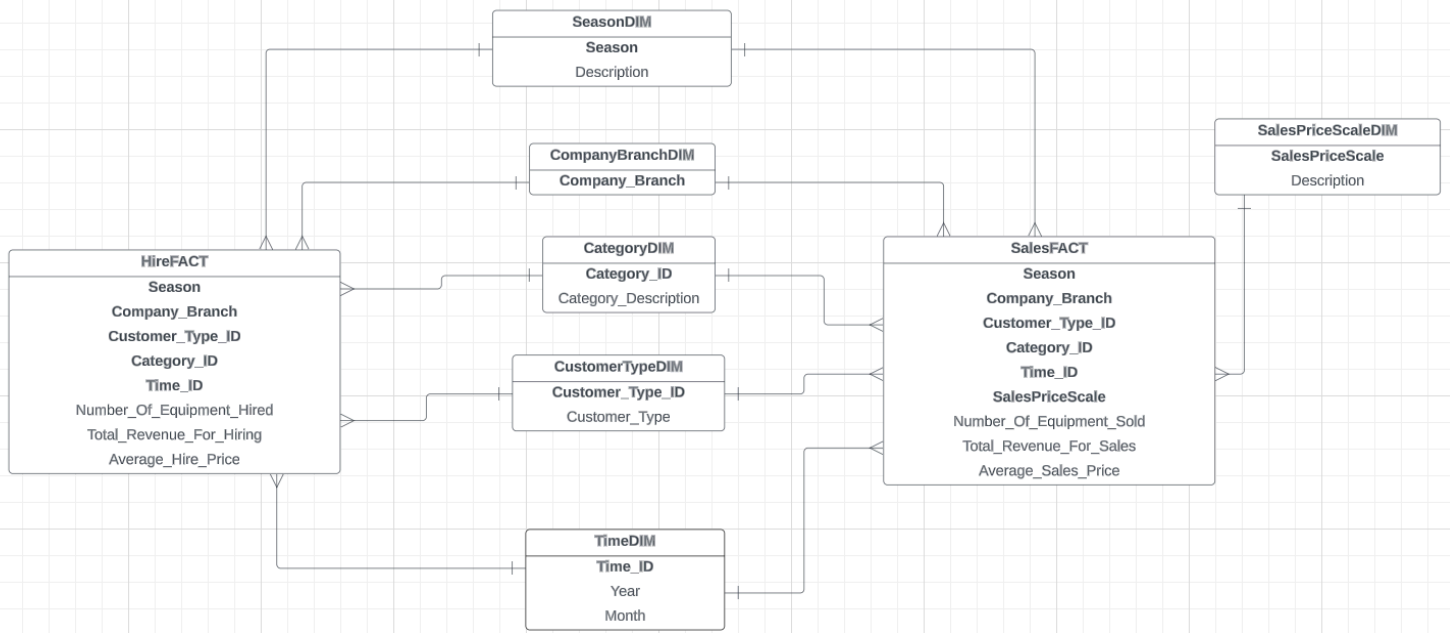 SeasonDIM
Season
Description
SalesPriceScaleDIM
SalesPriceScale
Description
CompanyBranchDIM
Company_Branch
CategoryDIM
Category_ID
Category_Description
HireFACT
Season
Company_Branch
Customer_Type_ID
Category_ID
Time_ID
Number_Of_Equipment_Hired
Total_Revenue_For_Hiring
Average_Hire_Price
SalesFACT
Season
Company_Branch
Customer_Type_ID
Category_ID
Time_ID
SalesPriceScale
Number_Of_Equipment_Sold
Total_Revenue_For_Sales
Average_Sales_Price
CustomerTypeDIM
Customer_Type_ID
Customer_Type
TimeDIM
Time_ID
Year
Month